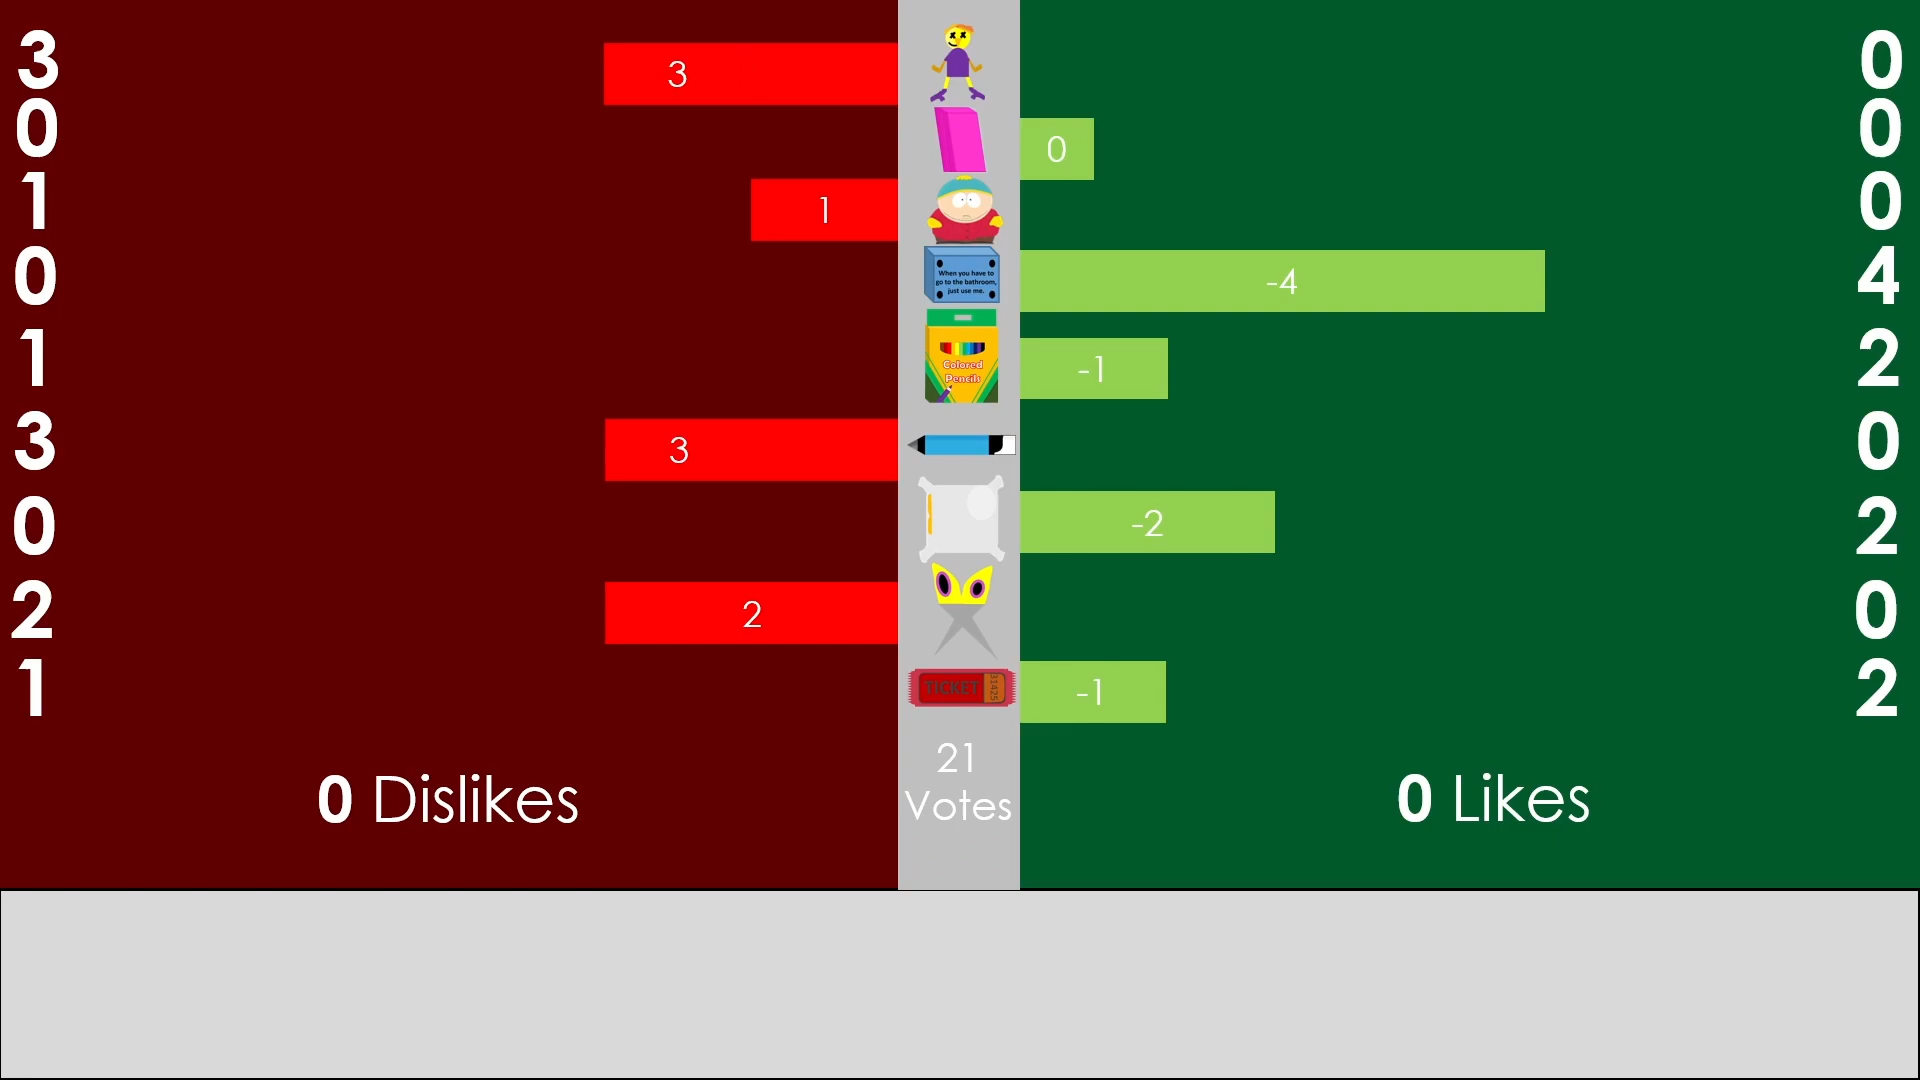 3 3 0
0 0 0
1 1 0
When you have to
go to the bathroom,
just use me.
0 -4 4
Colored
Pencils
1 -1 2
3 3 0
0 -2 2
2 2 0
TICKET 31425
1 -1 2
21
Votes
0 Dislikes
0 Likes